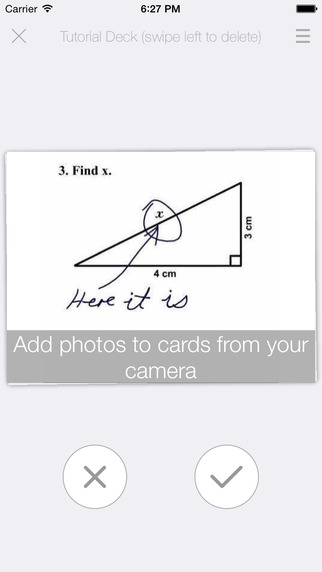 Carrier 6:27 PM
Tutorial Deck (swipe left to delete)
3. Find x.
x
3 cm
4 cm
Here it is
Add photos to cards from your
camera